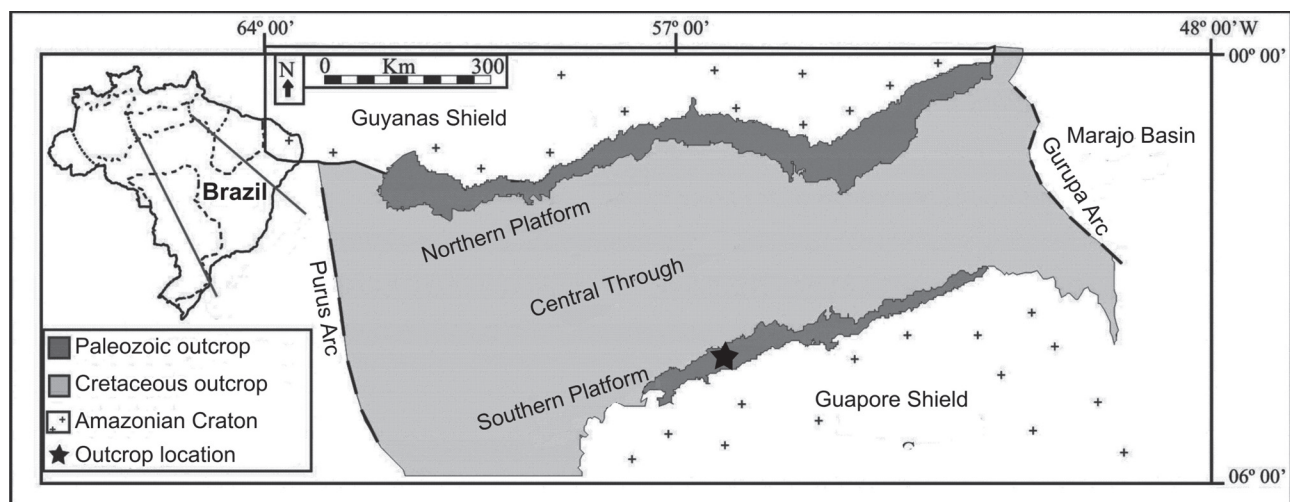 64º 00'
57º 00'
48º 00'W
00º 00'
N
0 Km 300
Guyanas Shield
Marajo Basin
Gurupa Arc
Brazil
Northern Platform
Purus Arc
Central Through
Paleozoic outcrop
Cretaceous outcrop
Southern Platform
Guapore Shield
Amazonian Craton
Outcrop location
06º 00'